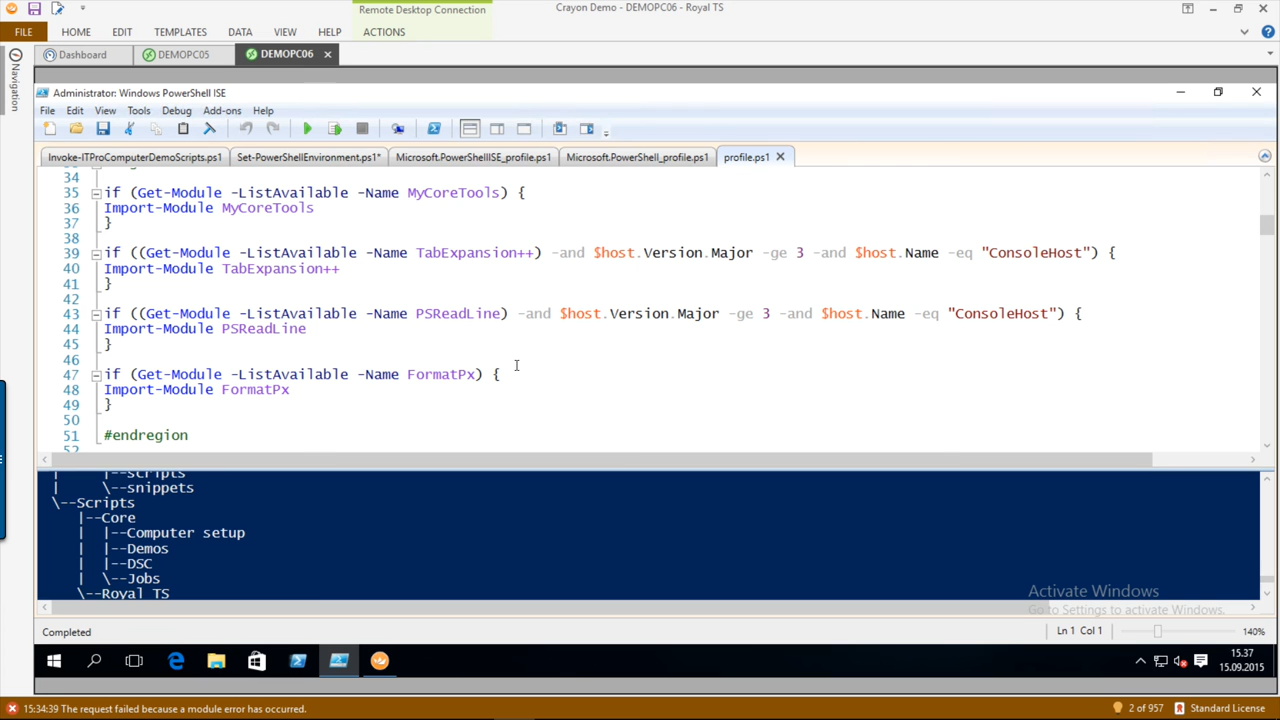 Remote Desktop Connection
Crayon Demo - DEMOPC06 - Royal TS
FILE HOME EDIT TEMPLATES DATA VIEW HELP ACTIONS
Dashboard DEMOPC05 DEMOPC06
Navigation
Administrator: Windows PowerShell ISE
File Edit View Tools Debug Add-ons Help
Invoke-ITProComputerDemoScripts.ps1 Set-PowerShellEnvironment.ps1* Microsoft.PowerShellISE_profile.ps1 Microsoft.PowerShell_profile.ps1 profile.ps1
34
35 if (Get-Module -ListAvailable -Name MyCoreTools) {
36 Import-Module MyCoreTools
37 }
38
39 if ((Get-Module -ListAvailable -Name TabExpansion++) -and $host.Version.Major -ge 3 -and $host.Name -eq "ConsoleHost") {
40 Import-Module TabExpansion++
41 }
42
43 if ((Get-Module -ListAvailable -Name PSReadLine) -and $host.Version.Major -ge 3 -and $host.Name -eq "ConsoleHost") {
44 Import-Module PSReadLine
45 }
46
47 if (Get-Module -ListAvailable -Name FormatPx) {
48 Import-Module FormatPx
49 }
50
51 #endregion
52
| |--scripts
| \--snippets
\--Scripts
|--Core
| |--Computer setup
| |--Demos
| |--DSC
| \--Jobs
\--Royal TS
Activate Windows
Go to Settings to activate Windows.
Completed
Ln 1 Col 1
140%
15.37
15.09.2015
15:34:39 The request failed because a module error has occurred.
2 of 957
Standard License